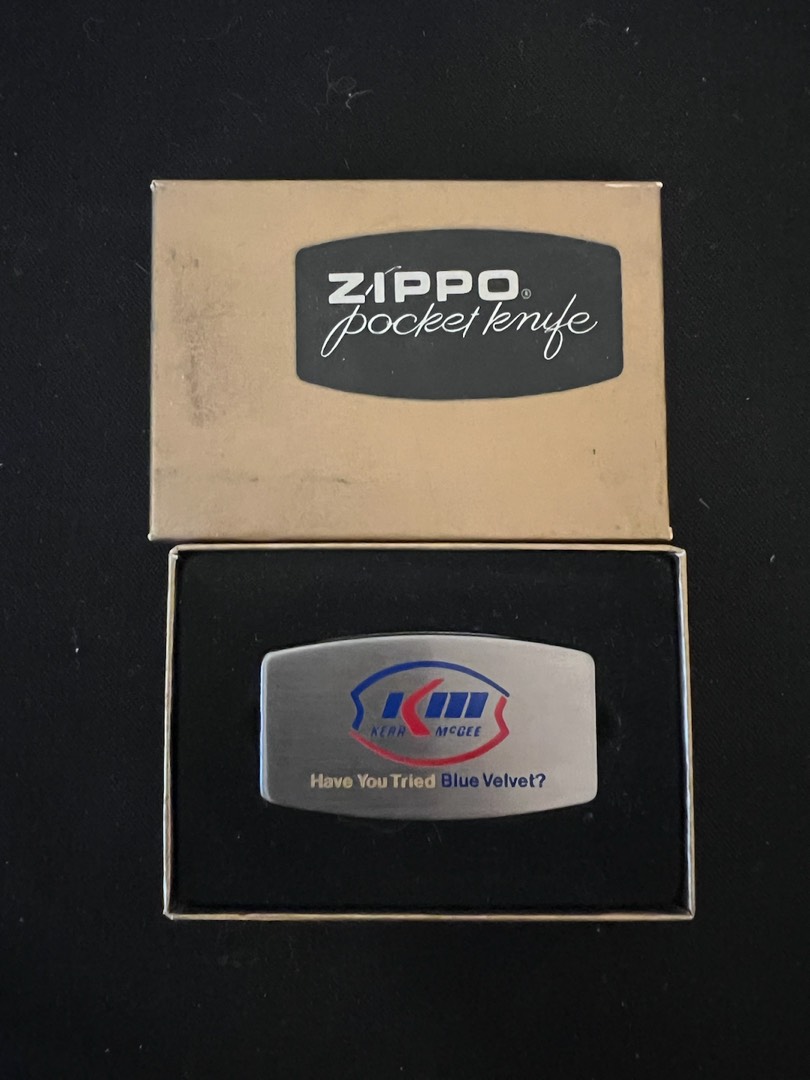 ZIPPO®
pocket knife
KM
KERR McGEE
Have You Tried Blue Velvet?